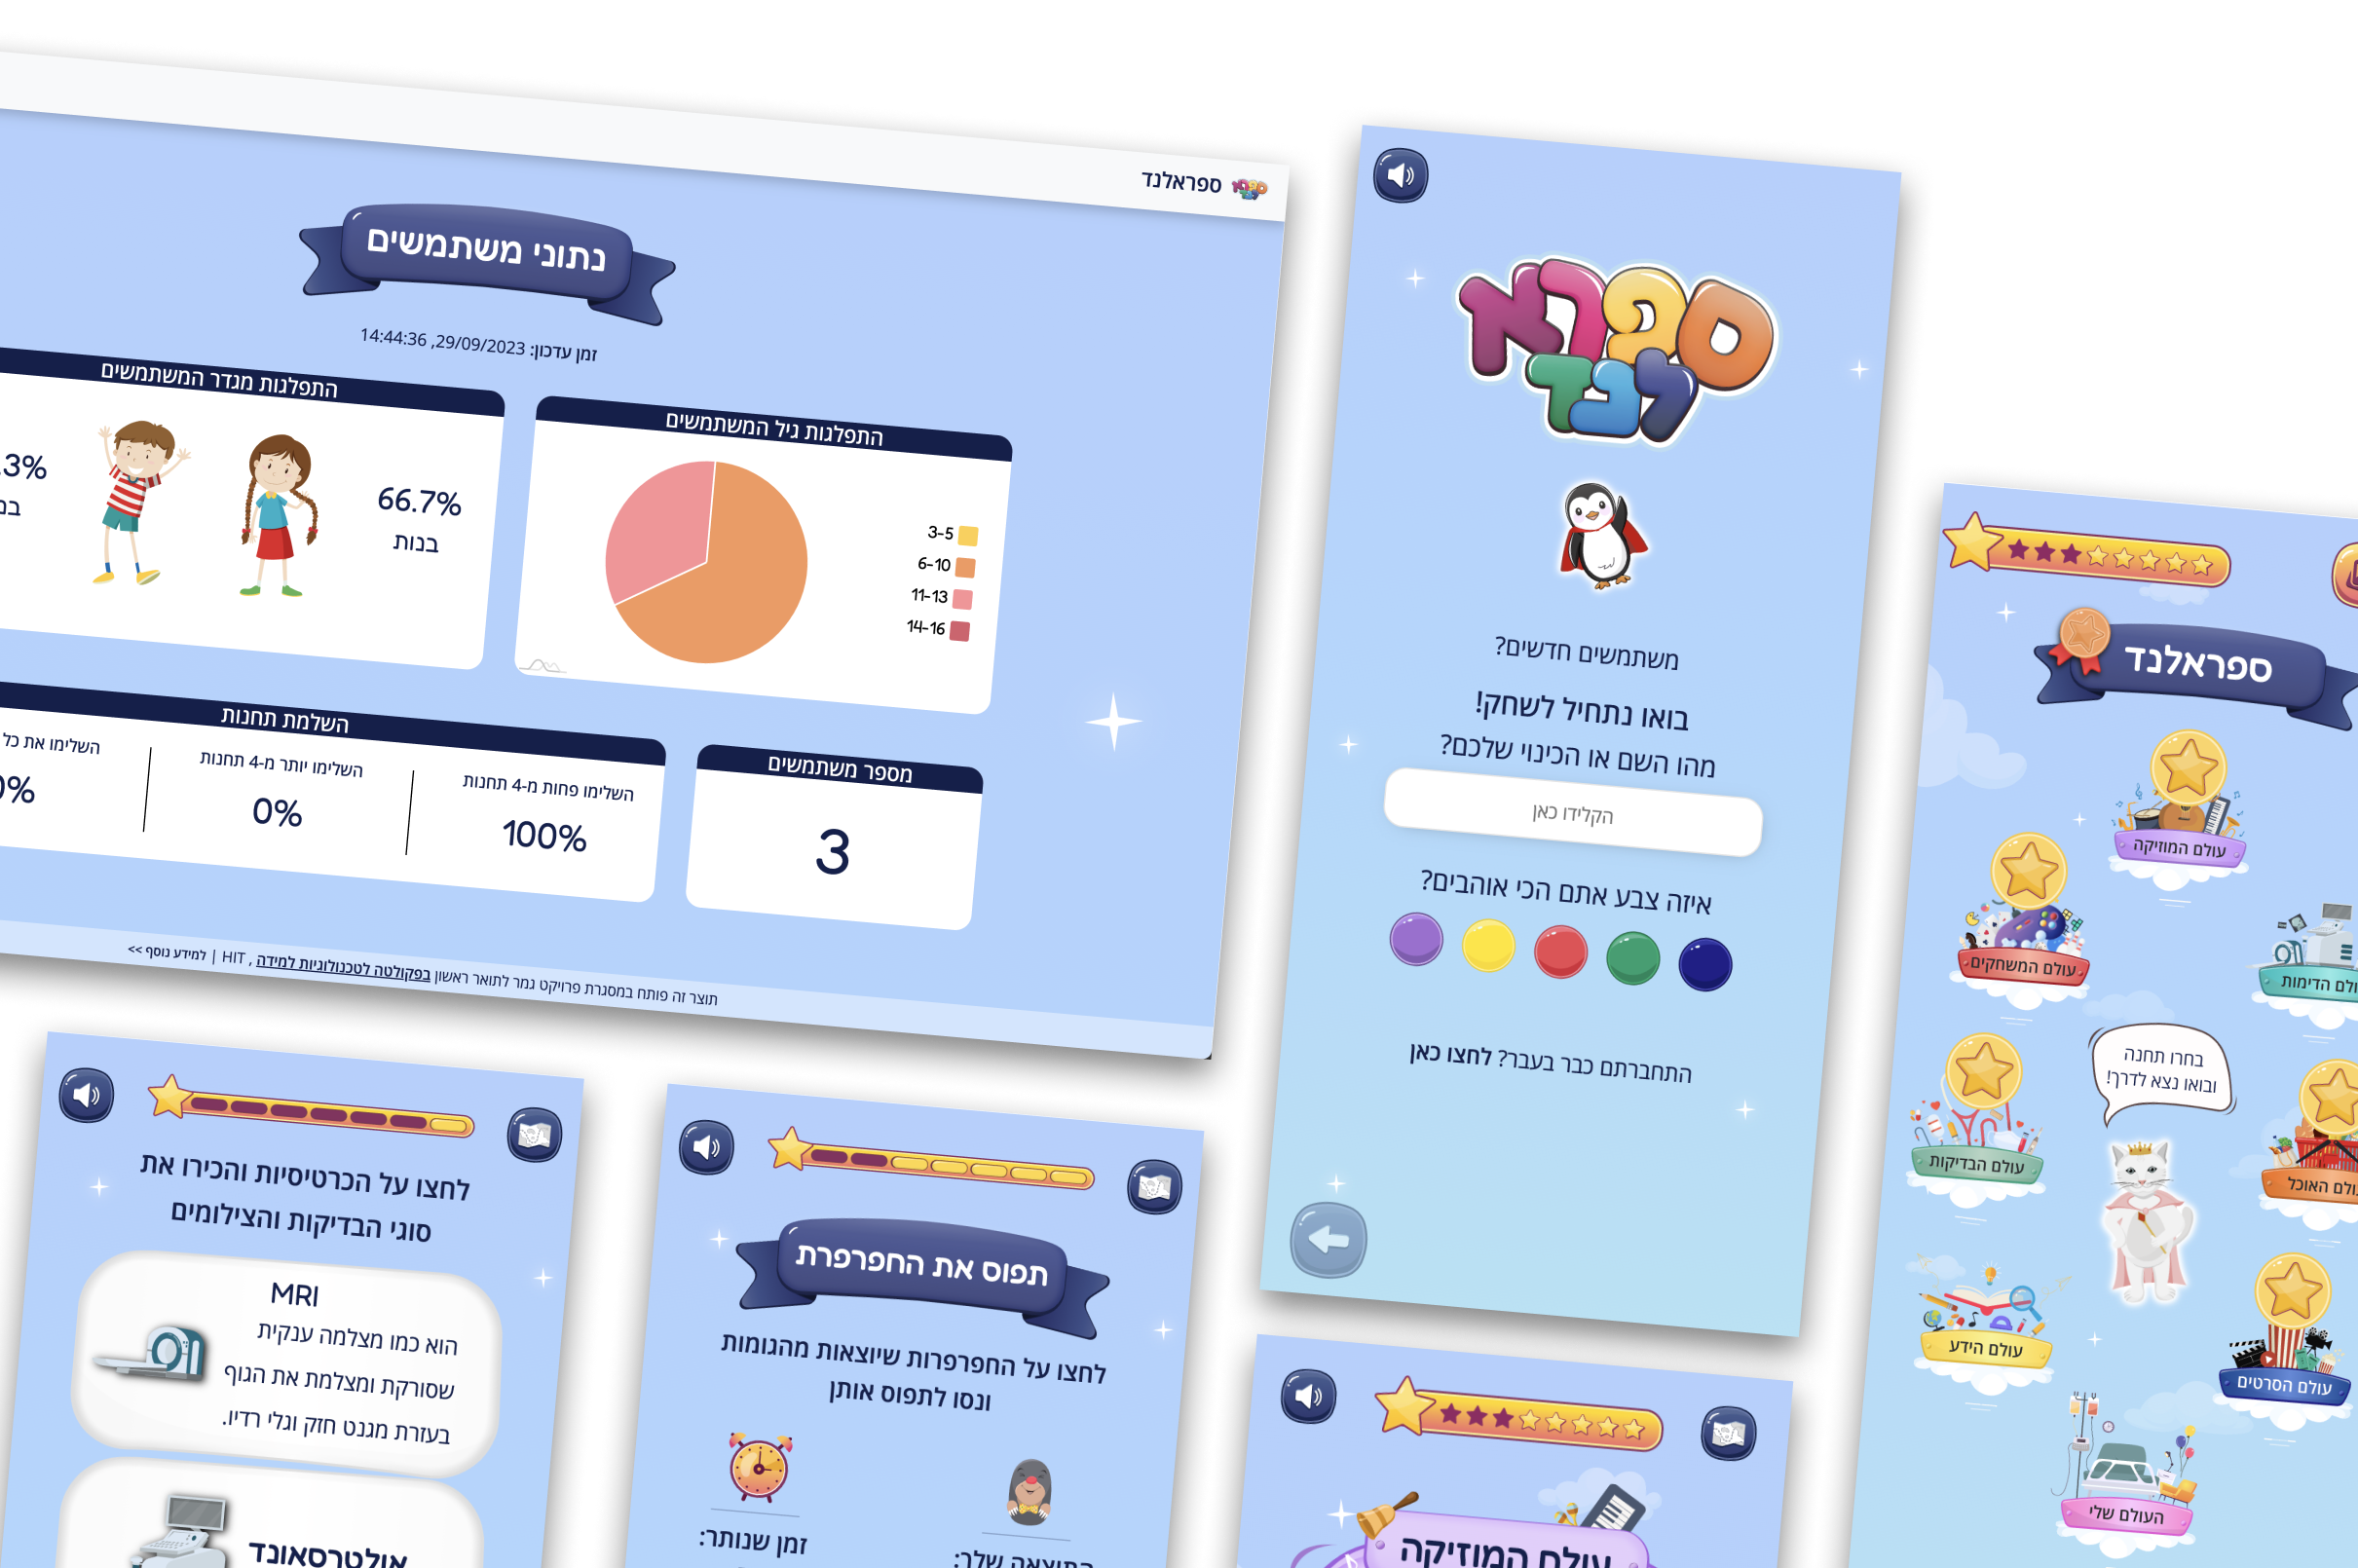 ספראלנד
נתוני משתמשים
זמן עדכון: 29/09/2023, 14:44:36
התפלגות גיל המשתמשים
3-5
6-10
11-13
14-16
התפלגות מגדר המשתמשים
66.7%
בנות
.3%
מספר משתמשים
3
השלמת תחנות
השלימו פחות מ-4 תחנות
100%
השלימו יותר מ-4 תחנות
0%
השלימו את כל
0%
תוצר זה פותח במסגרת פרויקט גמר לתואר ראשון בפקולטה לטכנולוגיות למידה , HIT | למידע נוסף >>
ספרא
לנד
משתמשים חדשים?
בואו נתחיל לשחק!
מהו השם או הכינוי שלכם?
הקלידו כאן
איזה צבע אתם הכי אוהבים?
התחברתם כבר בעבר? לחצו כאן
ספראלנד
עולם המוזיקה
עולם המשחקים
עולם הדימות
בחרו תחנה
ובואו נצא לדרך!
עולם הבדיקות
עולם האוכל
עולם הידע
עולם הסרטים
העולם שלי
לחצו על הכרטיסיות והכירו את
סוגי הבדיקות והצילומים
MRI
הוא כמו מצלמה ענקית
שסורקת ומצלמת את הגוף
בעזרת מגנט חזק וגלי רדיו.
אולטרסאונד
תפוס את החפרפרת
לחצו על החפרפרות שיוצאות מהגומות
ונסו לתפוס אותן
זמן שנותר:
התוצאה שלך:
עולם המוזיקה